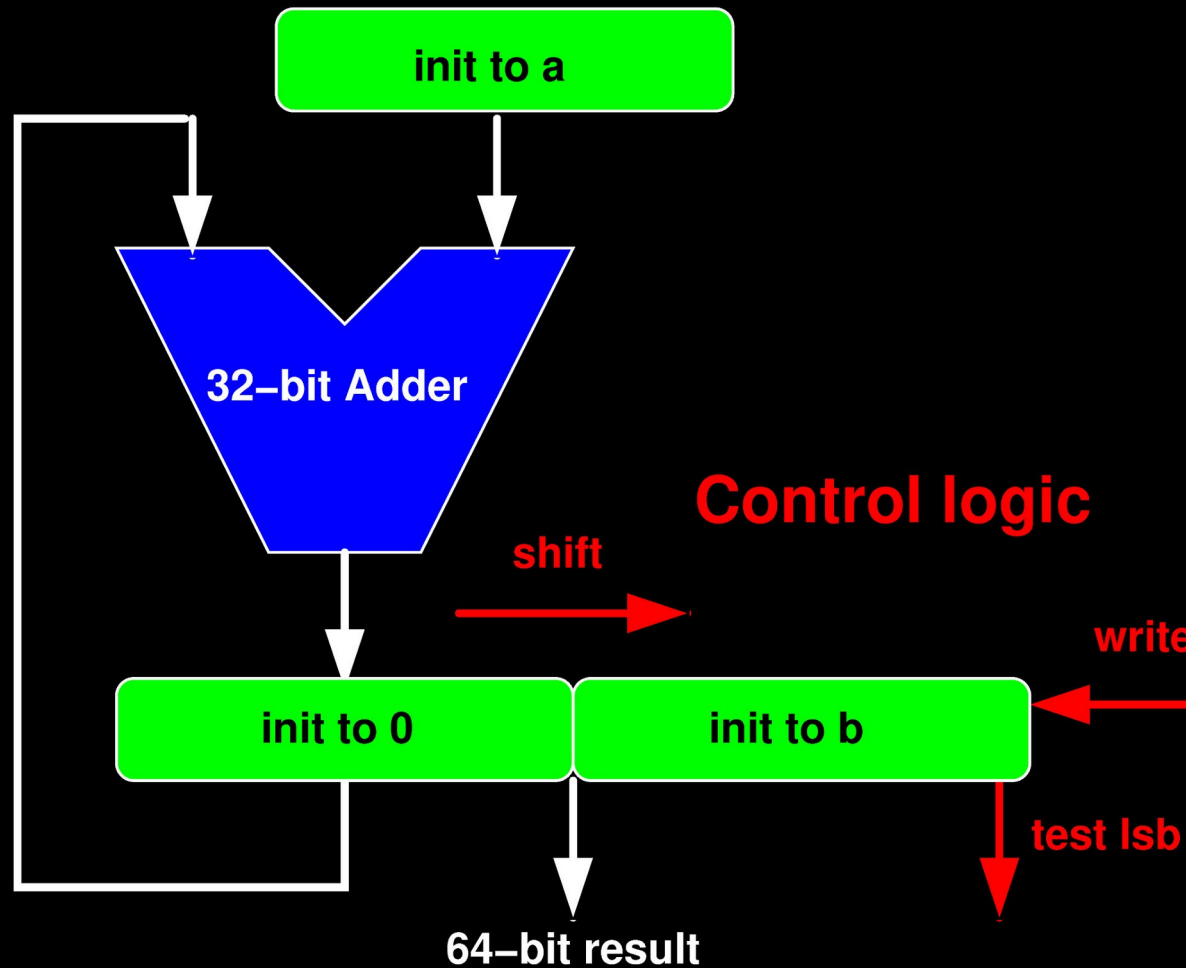 init to a
32–bit Adder
Control logic
shift
write
init to 0
init to b
test lsb
64–bit result